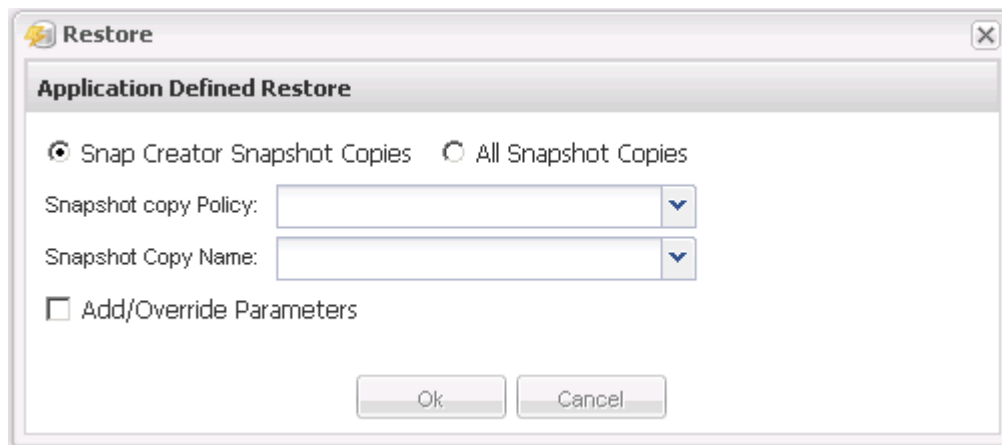 Restore
Application Defined Restore
Snap Creator Snapshot Copies All Snapshot Copies
Snapshot copy Policy:
Snapshot Copy Name:
Add/Override Parameters
Ok Cancel